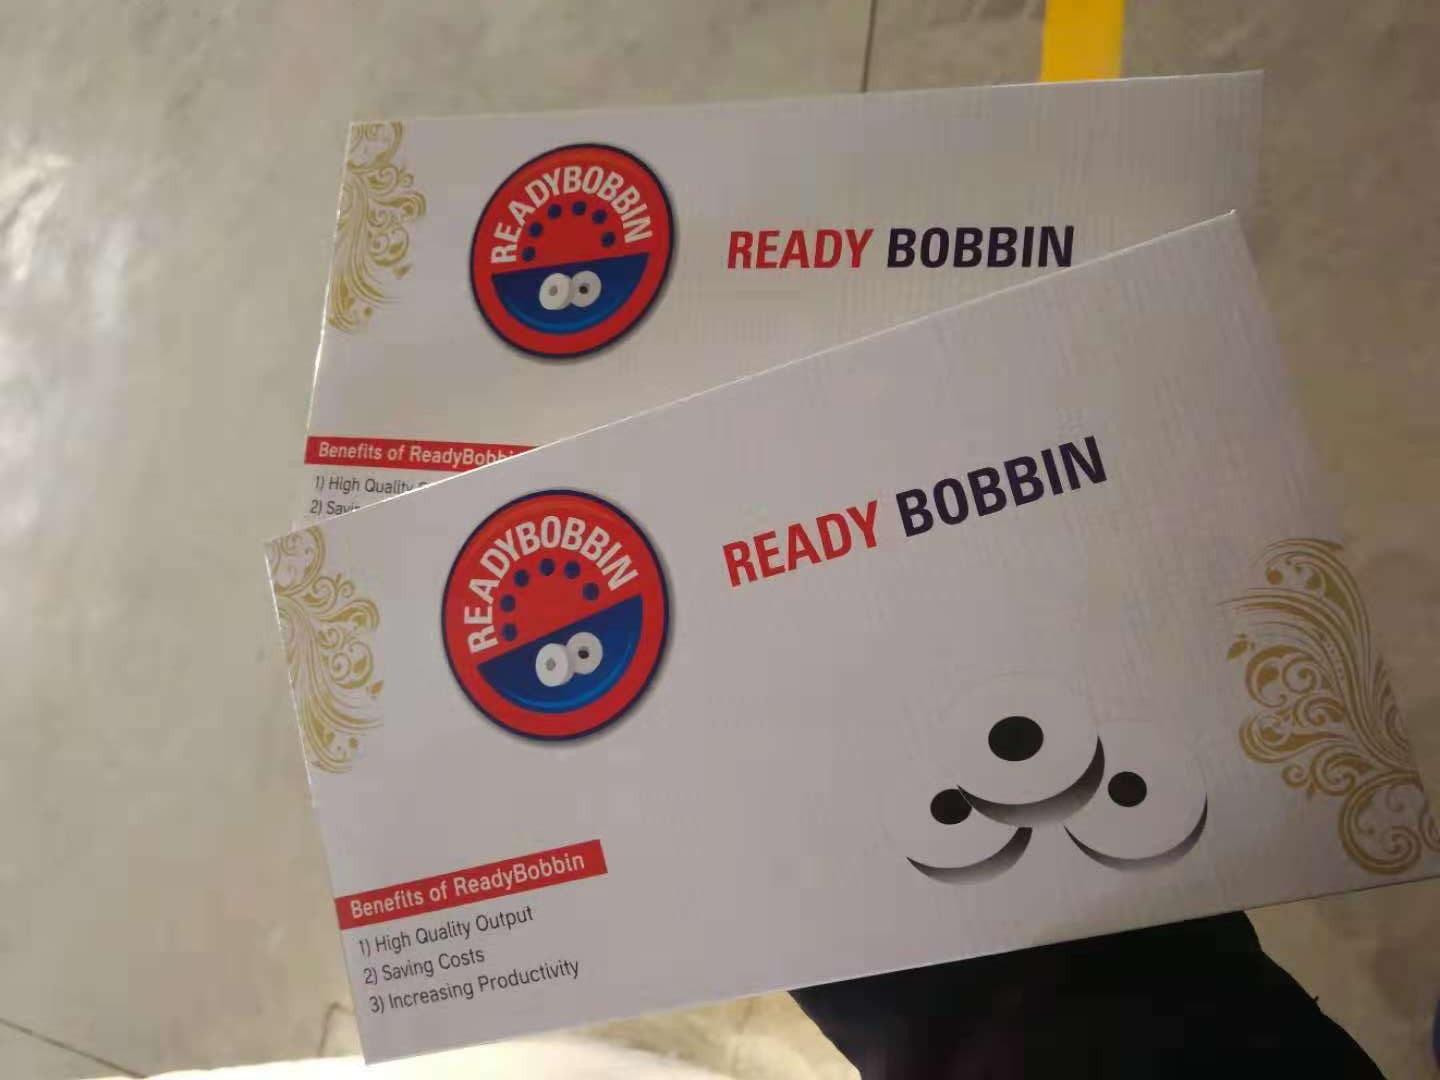 READYBOBBIN
READY BOBBIN
Benefits of ReadyBobbin
1) High Quality
2)
READYBOBBIN
READY BOBBIN
Benefits of ReadyBobbin
1) High Quality Output
2) Saving Costs
3) Increasing Productivity